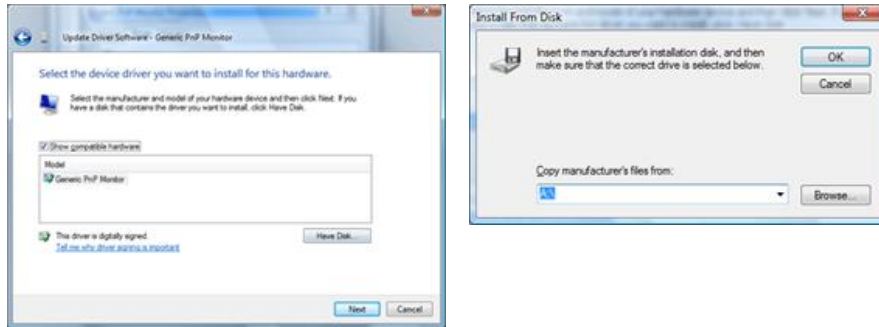 Update Driver Software - Generic PnP Monitor
Select the device driver you want to install for this hardware.
Select the manufacturer and model of your hardware device and then click Next. If you
have a disk that contains the driver you want to install, click Have Disk.
Show compatible hardware
Model
Generic PnP Monitor
This driver is digitally signed.
Have Disk...
Tell me why driver signing is important
Next
Cancel
Install From Disk
Insert the manufacturer's installation disk, and then
make sure that the correct drive is selected below.
OK
Cancel
Copy manufacturer's files from:
A:\
Browse...